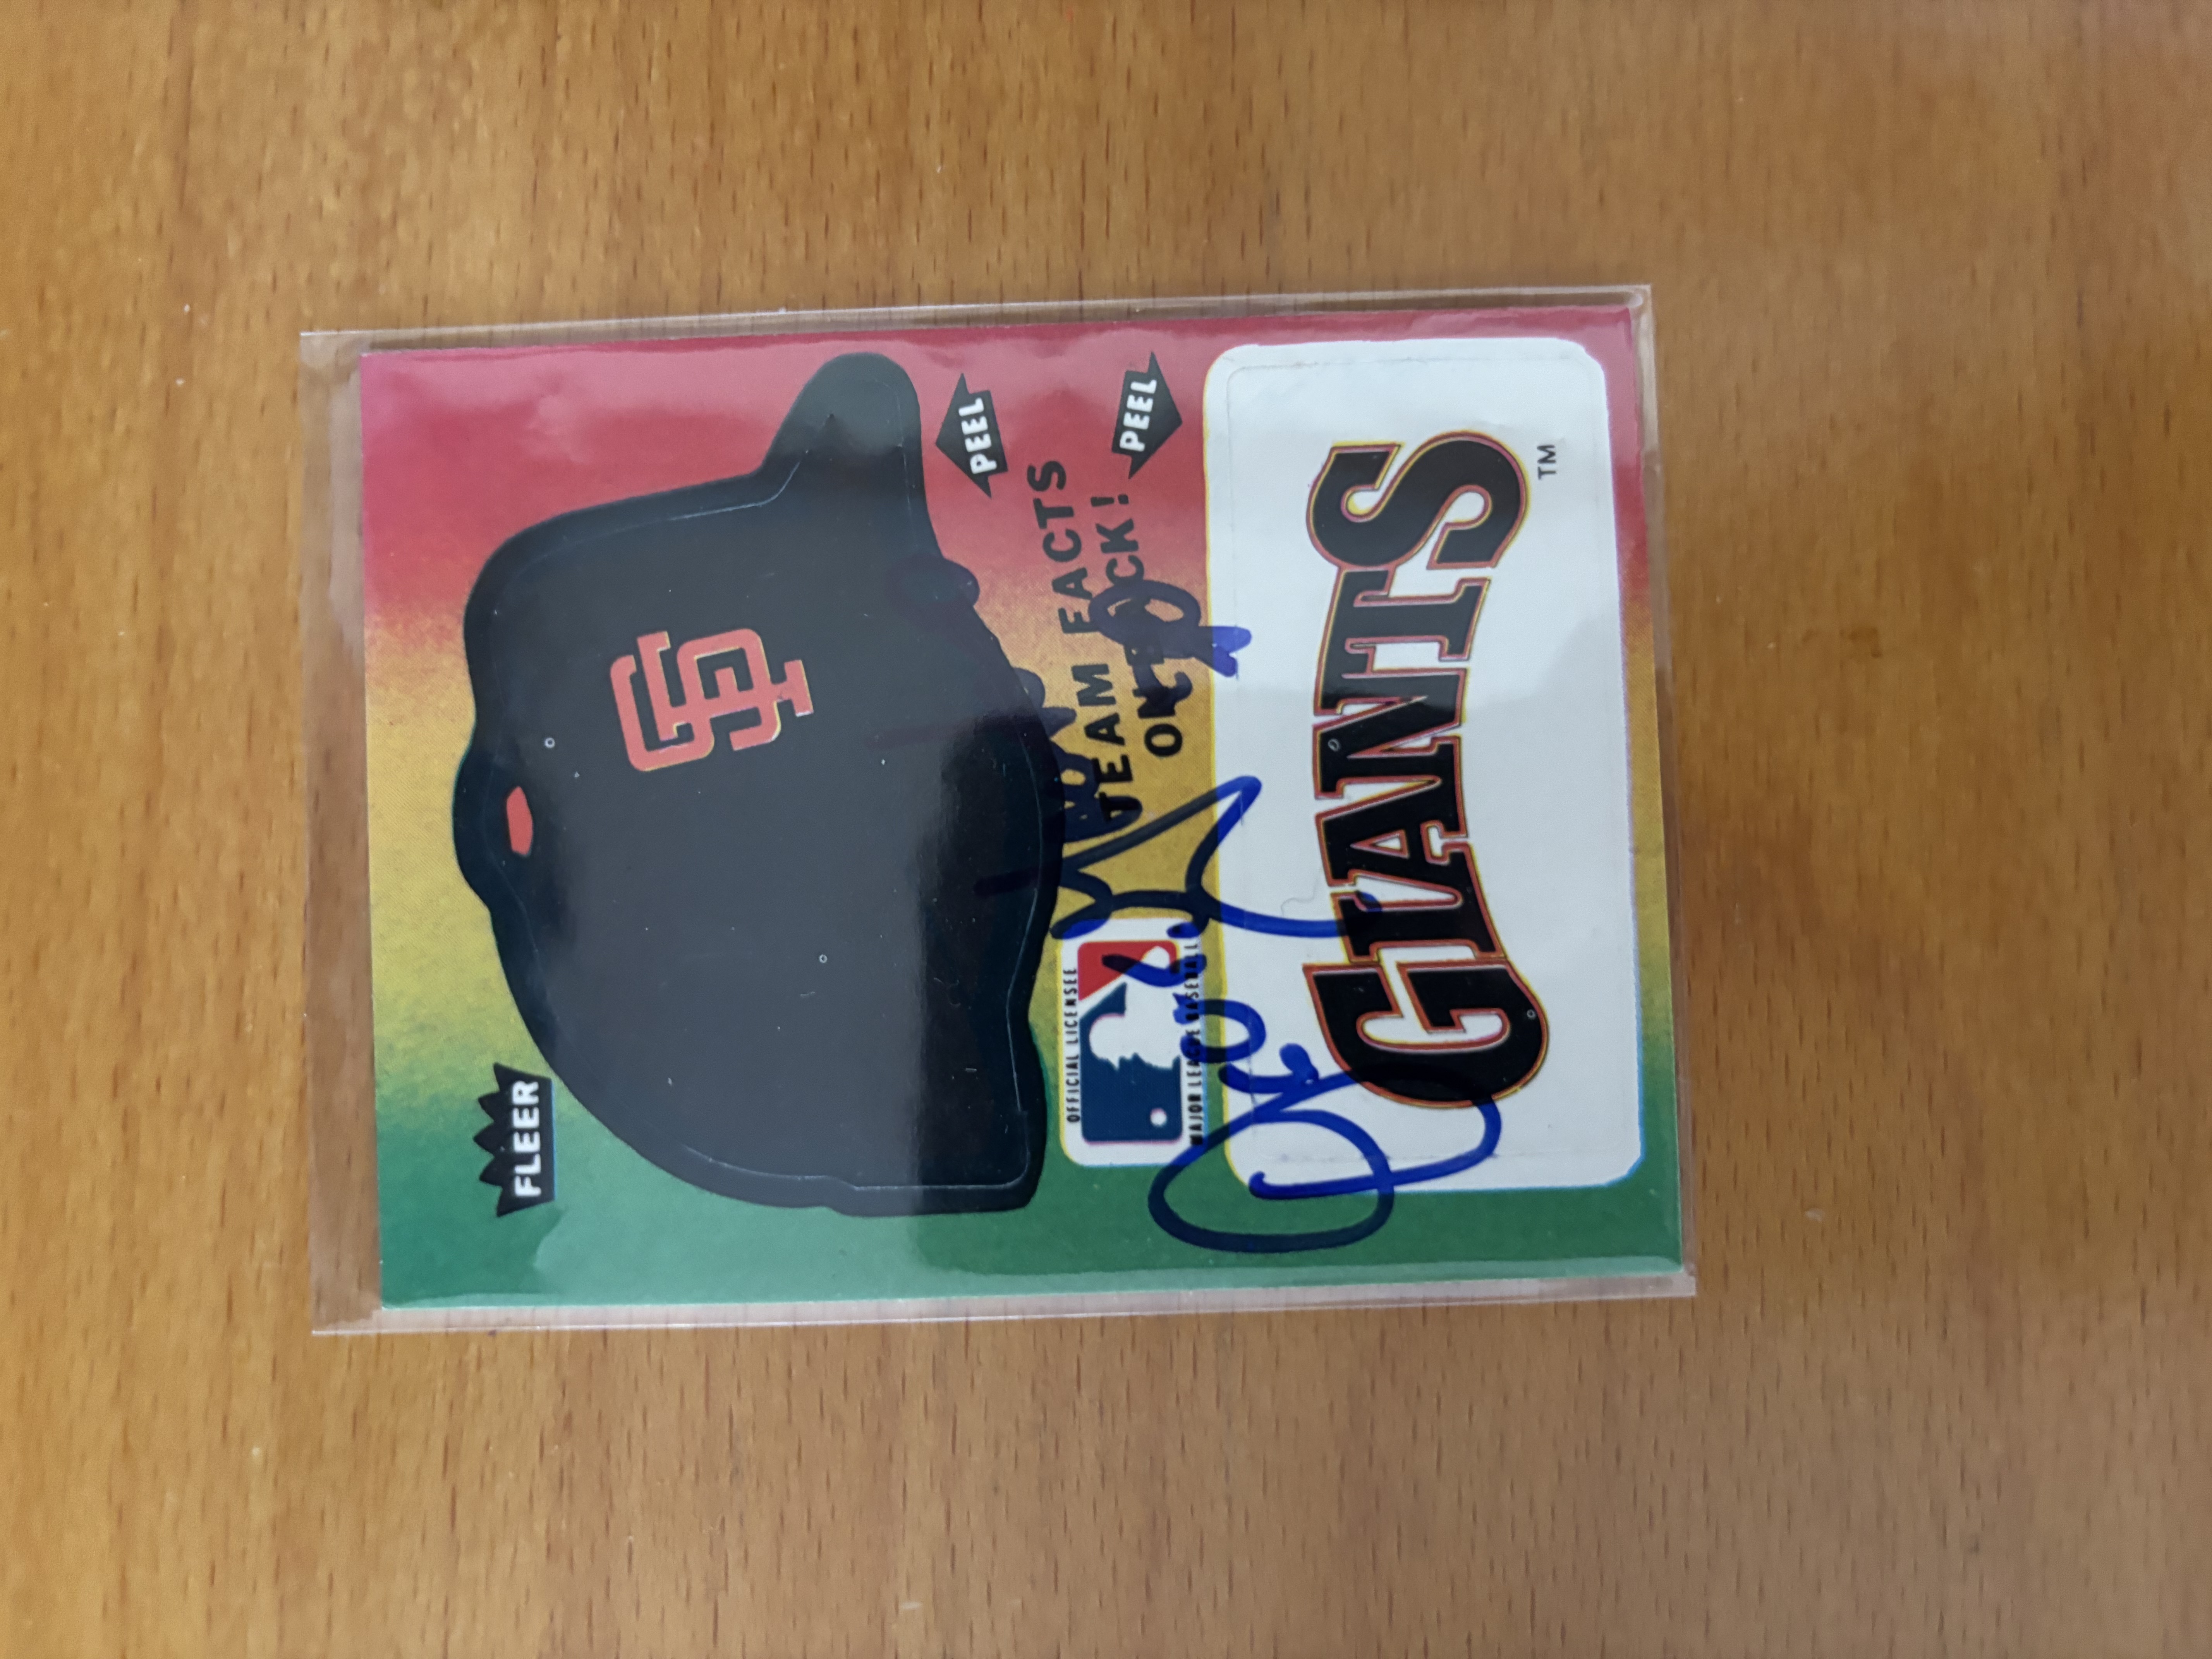 FLEER
SF
PEEL
TEAM FACTS
ON BACK!
PEEL
OFFICIAL LICENSEE
MAJOR LEAGUE BASEBALL
GIANTS
TM